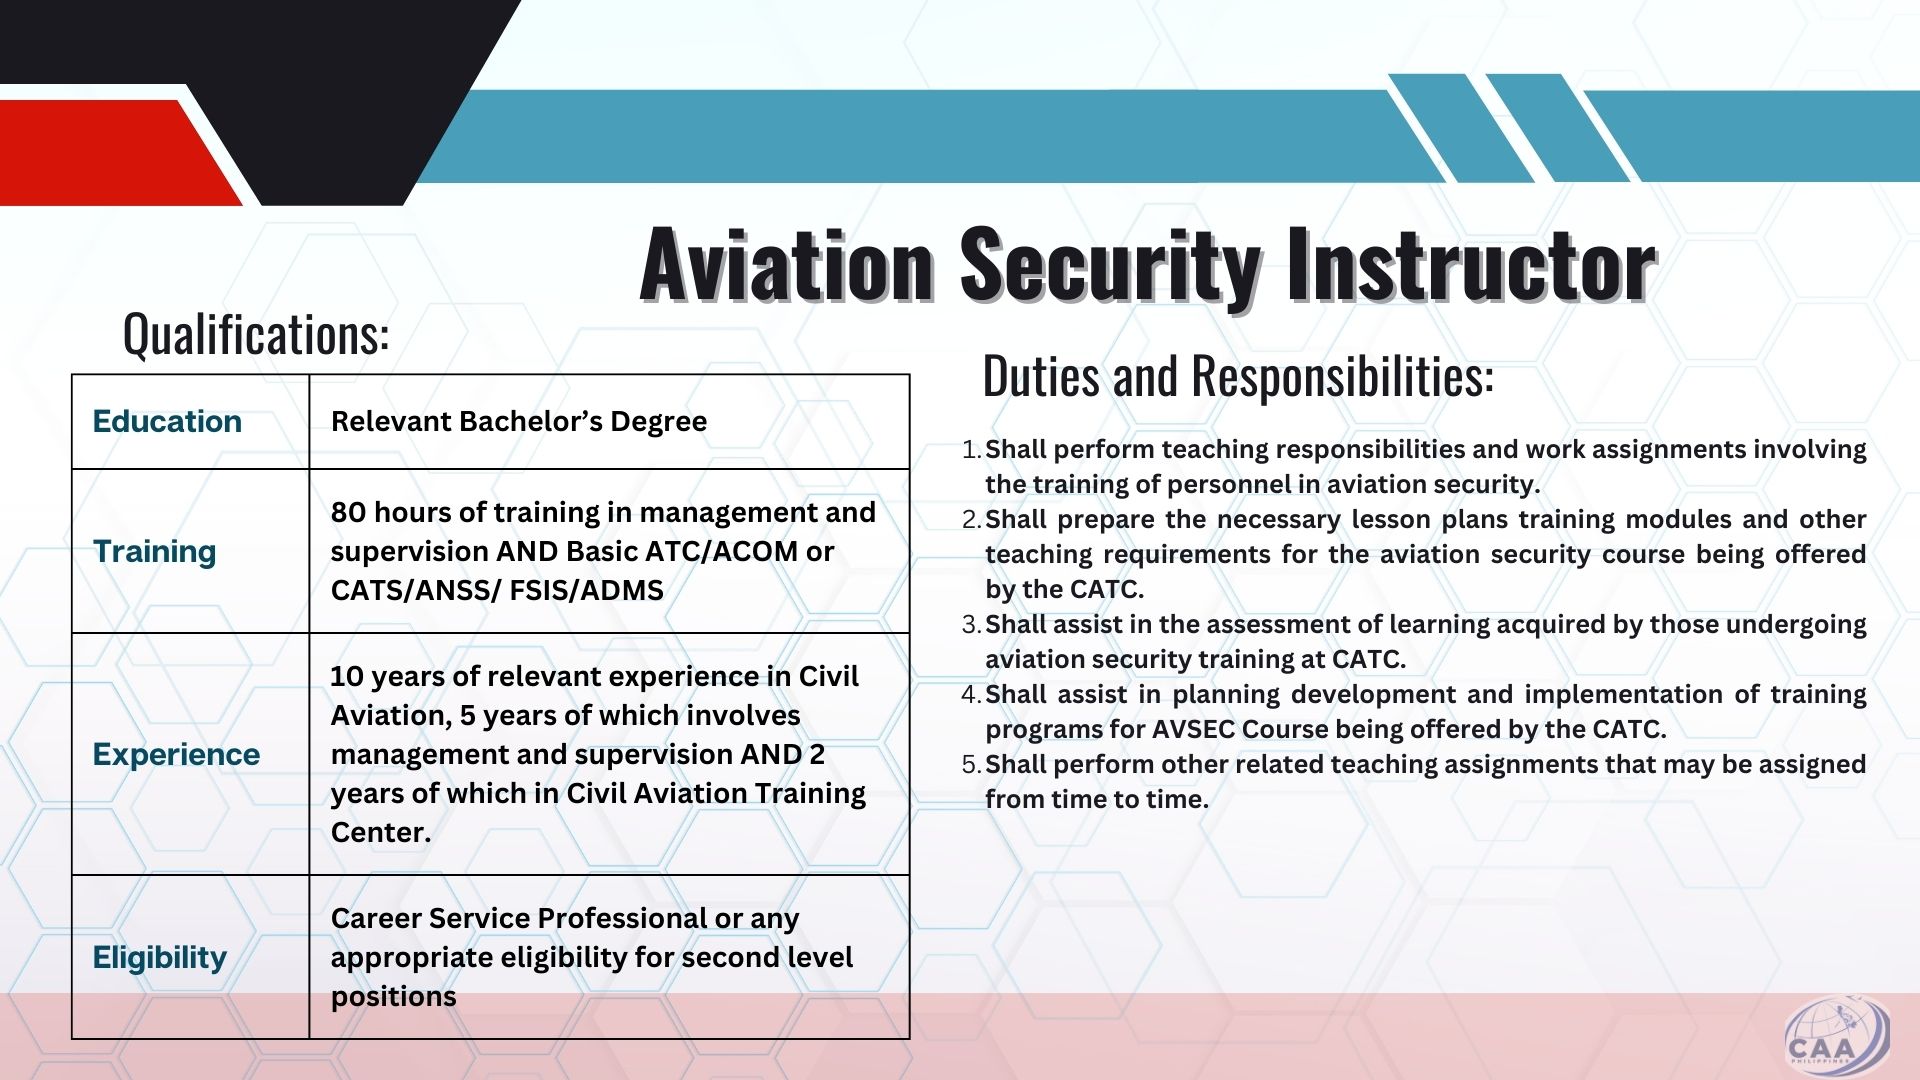 Aviation Security Instructor
Qualifications:
Education
Relevant Bachelor’s Degree
Training
80 hours of training in management and
supervision AND Basic ATC/ACOM or
CATS/ANSS/ FSIS/ADMS
Experience
10 years of relevant experience in Civil
Aviation, 5 years of which involves
management and supervision AND 2
years of which in Civil Aviation Training
Center.
Eligibility
Career Service Professional or any
appropriate eligibility for second level
positions
Duties and Responsibilities:
1. Shall perform teaching responsibilities and work assignments involving
the training of personnel in aviation security.
2. Shall prepare the necessary lesson plans training modules and other
teaching requirements for the aviation security course being offered
by the CATC.
3. Shall assist in the assessment of learning acquired by those undergoing
aviation security training at CATC.
4. Shall assist in planning development and implementation of training
programs for AVSEC Course being offered by the CATC.
5. Shall perform other related teaching assignments that may be assigned
from time to time.
CAA
PHILIPPINES